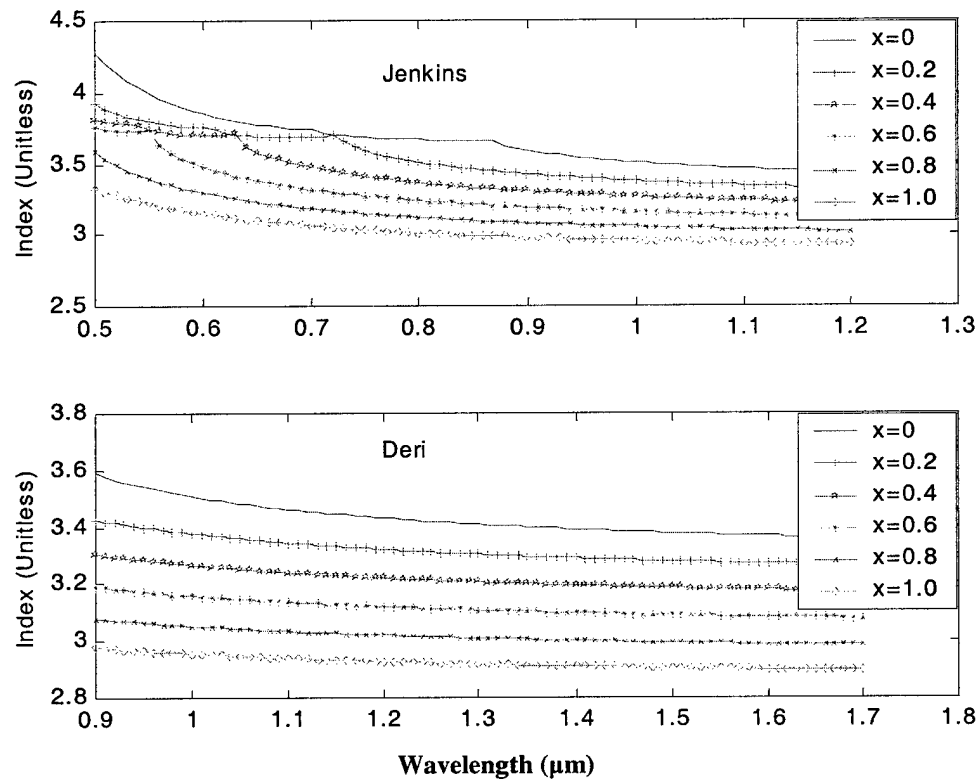 4.5
4
3.5
3
2.5
Index (Unitless)
Jenkins
x=0
x=0.2
x=0.4
x=0.6
x=0.8
x=1.0
0.5 0.6 0.7 0.8 0.9 1 1.1 1.2 1.3
3.8
3.6
3.4
3.2
3
2.8
Index (Unitless)
Deri
x=0
x=0.2
x=0.4
x=0.6
x=0.8
x=1.0
0.9 1 1.1 1.2 1.3 1.4 1.5 1.6 1.7 1.8
Wavelength (µm)